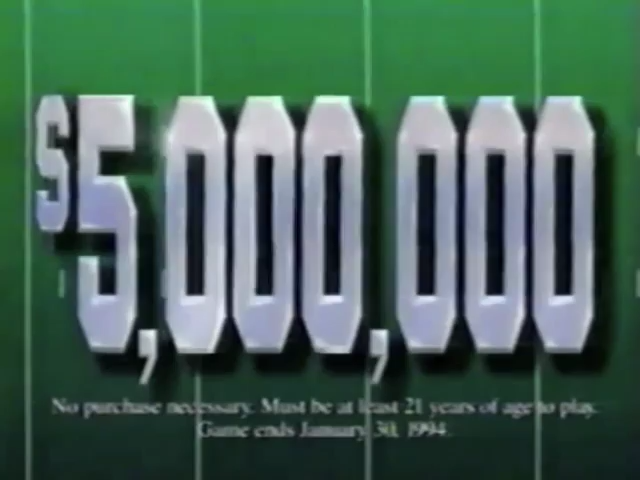 $5,000,000
No purchase necessary. Must be at least 21 years of age to play.
Game ends January 30, 1994.